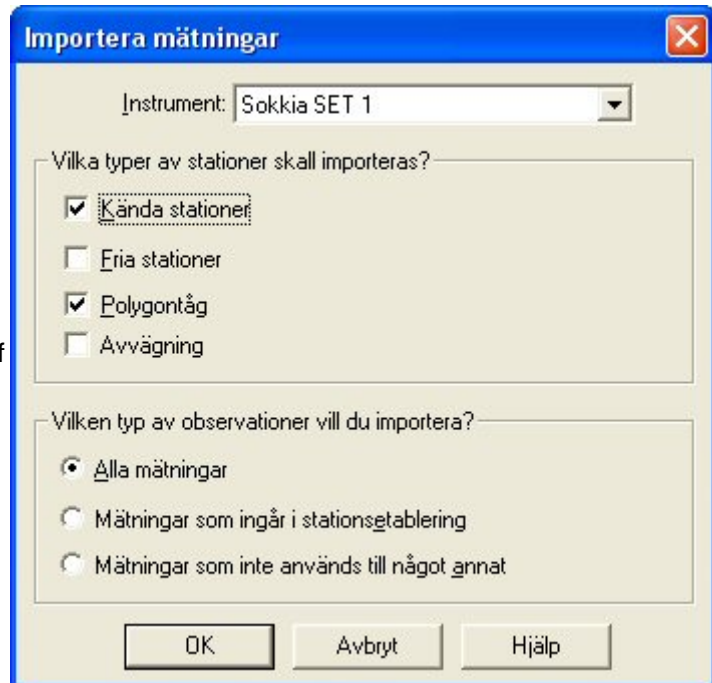 Importera mätningar
Instrument: Sokkia SET 1
Vilka typer av stationer skall importeras?
Kända stationer
Fria stationer
Polygontåg
f
Avvägning
Vilken typ av observationer vill du importera?
Alla mätningar
Mätningar som ingår i stationsetablering
Mätningar som inte används till något annat
OK Avbryt Hjälp